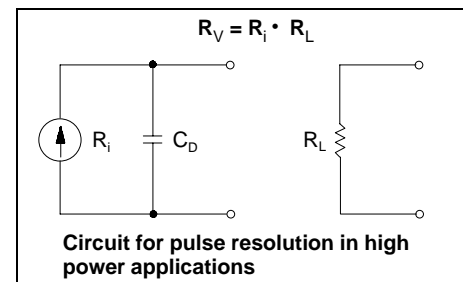 R_V = R_i · R_L
R_i
C_D
R_L
Circuit for pulse resolution in high
power applications